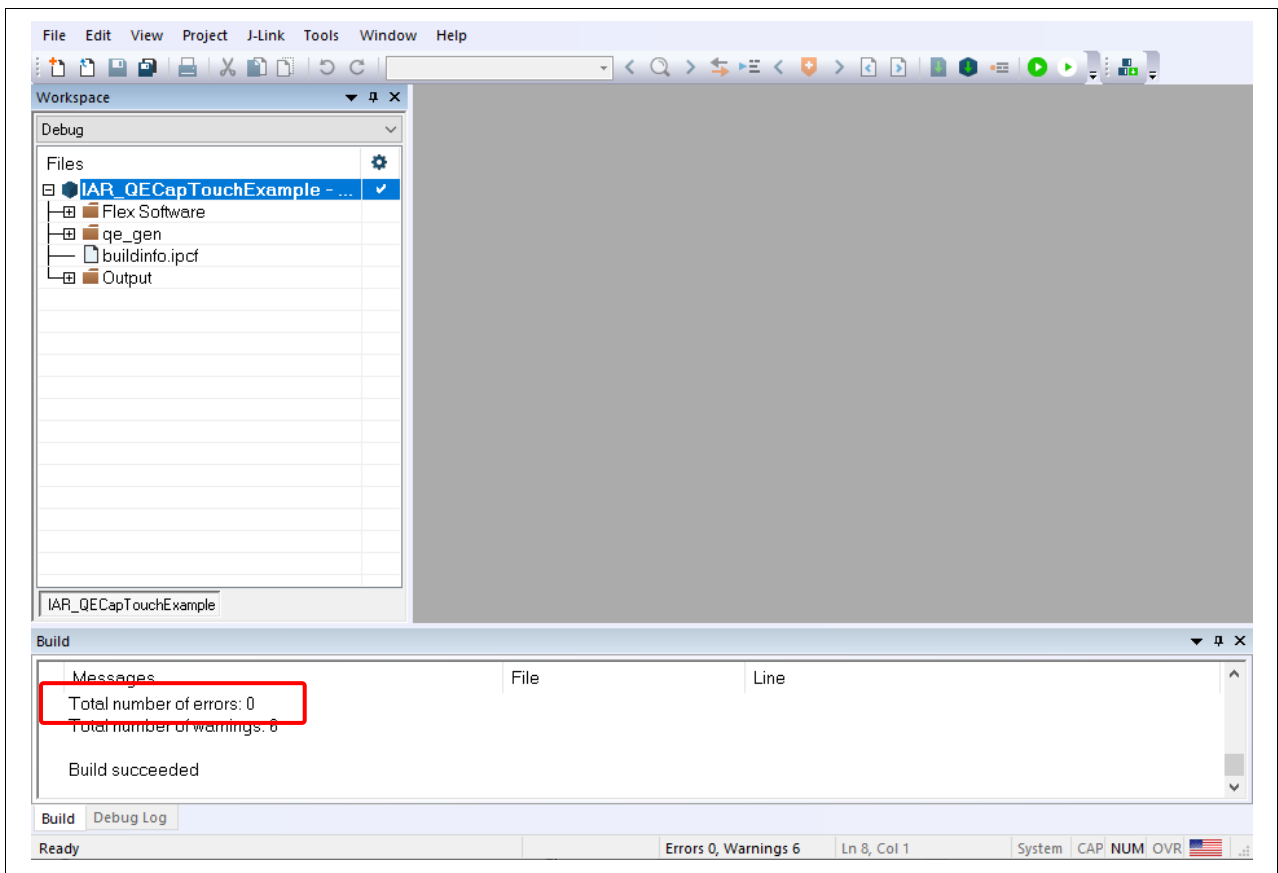 File Edit View Project J-Link Tools Window Help
Workspace
Debug
Files
IAR_QECapTouchExample - ...
Flex Software
qe_gen
buildinfo.ipcf
Output
IAR_QECapTouchExample
Build
Messages File Line
Total number of errors: 0
Total number of warnings: 6
Build succeeded
Build Debug Log
Ready Errors 0, Warnings 6 Ln 8, Col 1 System CAP NUM OVR